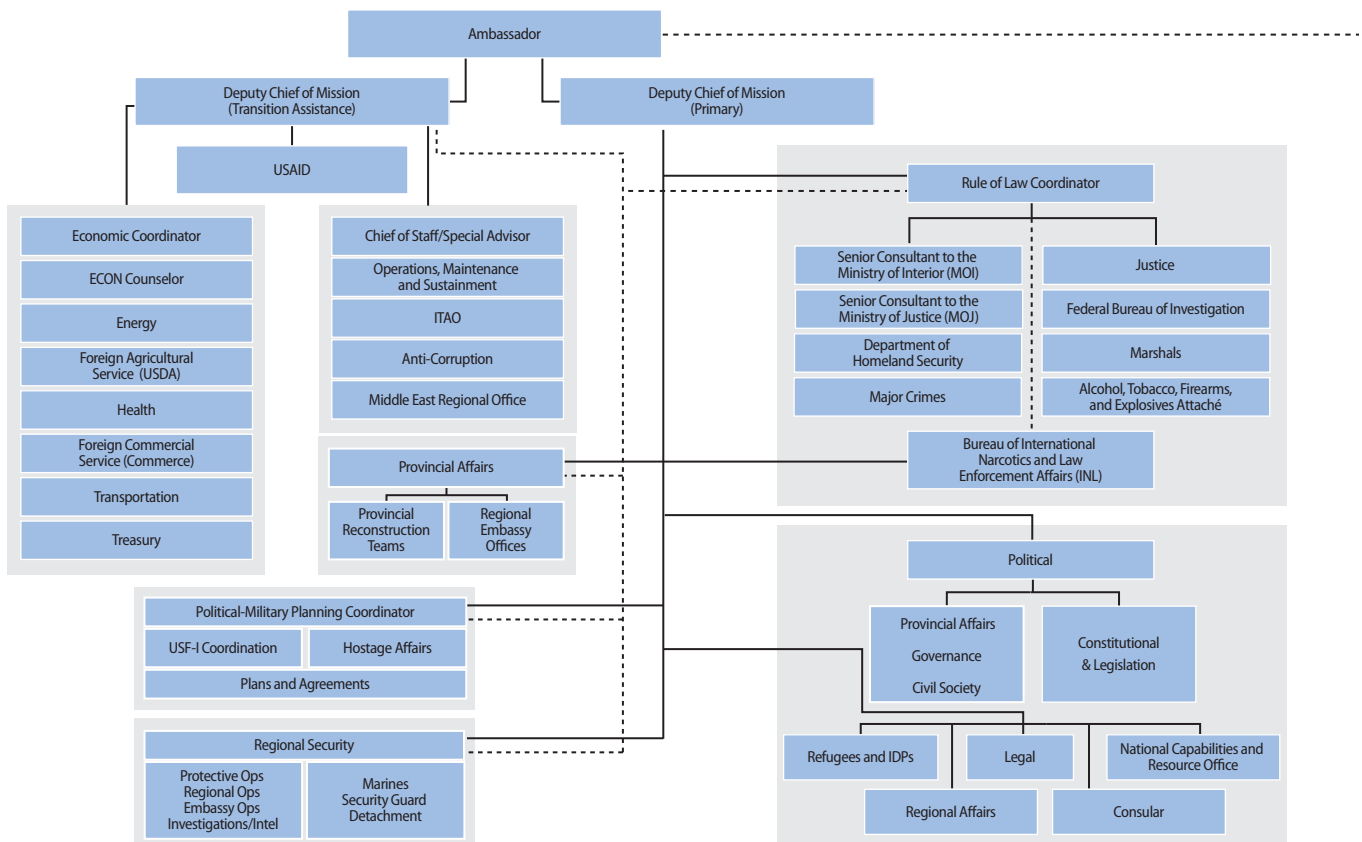 Ambassador
Deputy Chief of Mission
(Transition Assistance)
Deputy Chief of Mission
(Primary)
USAID
Economic Coordinator
ECON Counselor
Energy
Foreign Agricultural
Service (USDA)
Health
Foreign Commercial
Service (Commerce)
Transportation
Treasury
Chief of Staff/Special Advisor
Operations, Maintenance
and Sustainment
ITAO
Anti-Corruption
Middle East Regional Office
Provincial Affairs
Provincial
Reconstruction
Teams
Regional
Embassy
Offices
Political-Military Planning Coordinator
USF-I Coordination
Hostage Affairs
Plans and Agreements
Regional Security
Protective Ops
Regional Ops
Embassy Ops
Investigations/Intel
Marines
Security Guard
Detachment
Rule of Law Coordinator
Senior Consultant to the
Ministry of Interior (MOI)
Senior Consultant to the
Ministry of Justice (MOJ)
Department of
Homeland Security
Major Crimes
Justice
Federal Bureau of Investigation
Marshals
Alcohol, Tobacco, Firearms,
and Explosives Attaché
Bureau of International
Narcotics and Law
Enforcement Affairs (INL)
Political
Provincial Affairs
Governance
Civil Society
Constitutional
& Legislation
Refugees and IDPs
Legal
National Capabilities and
Resource Office
Regional Affairs
Consular